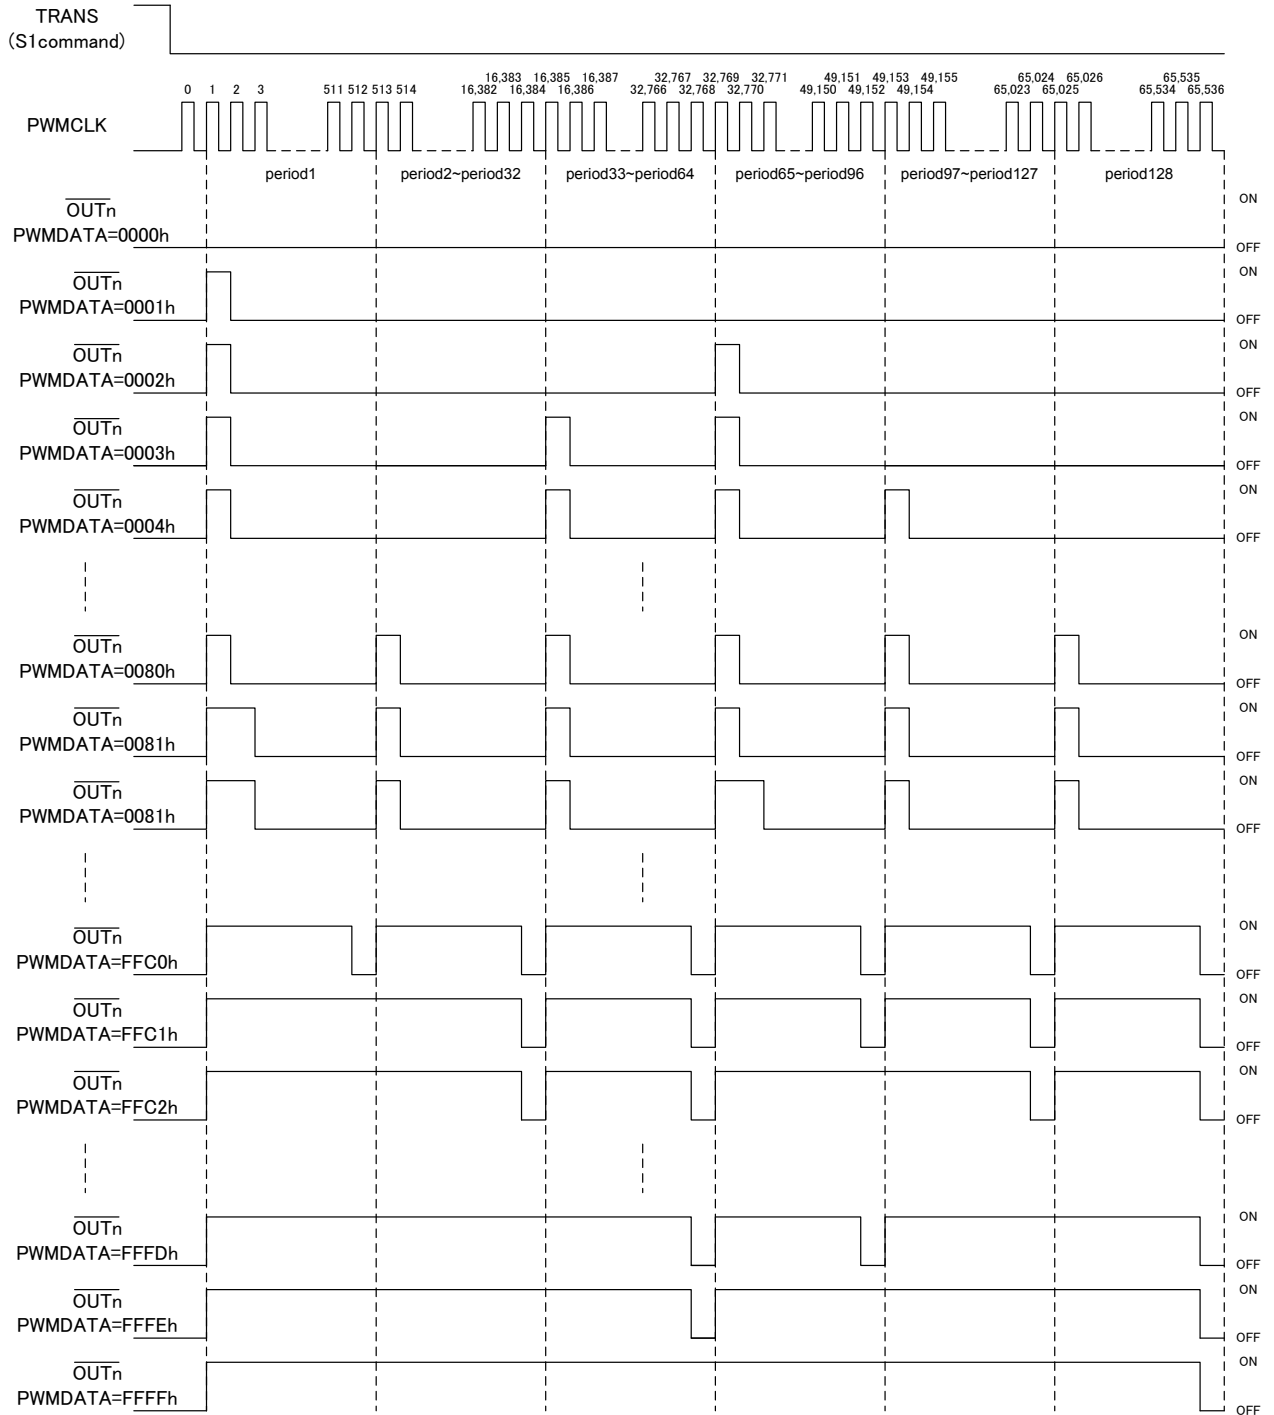 TRANS
(S1command)
16,383 16,385 16,387 32,767 32,769 32,771 49,151 49,153 49,155 65,024 65,026 65,535
0 1 2 3 511 512 513 514 16,382 16,384 16,386 32,766 32,768 32,770 49,150 49,152 49,154 65,023 65,025 65,534 65,536
PWMCLK
period1 period2~period32 period33~period64 period65~period96 period97~period127 period128
OUTn ON
PWMDATA=0000h OFF
OUTn ON
PWMDATA=0001h OFF
OUTn ON
PWMDATA=0002h OFF
OUTn ON
PWMDATA=0003h OFF
OUTn ON
PWMDATA=0004h OFF
OUTn ON
PWMDATA=0080h OFF
OUTn ON
PWMDATA=0081h OFF
OUTn ON
PWMDATA=0081h OFF
OUTn ON
PWMDATA=FFC0h OFF
OUTn ON
PWMDATA=FFC1h OFF
OUTn ON
PWMDATA=FFC2h OFF
OUTn ON
PWMDATA=FFFDh OFF
OUTn ON
PWMDATA=FFFEh OFF
OUTn ON
PWMDATA=FFFFh OFF